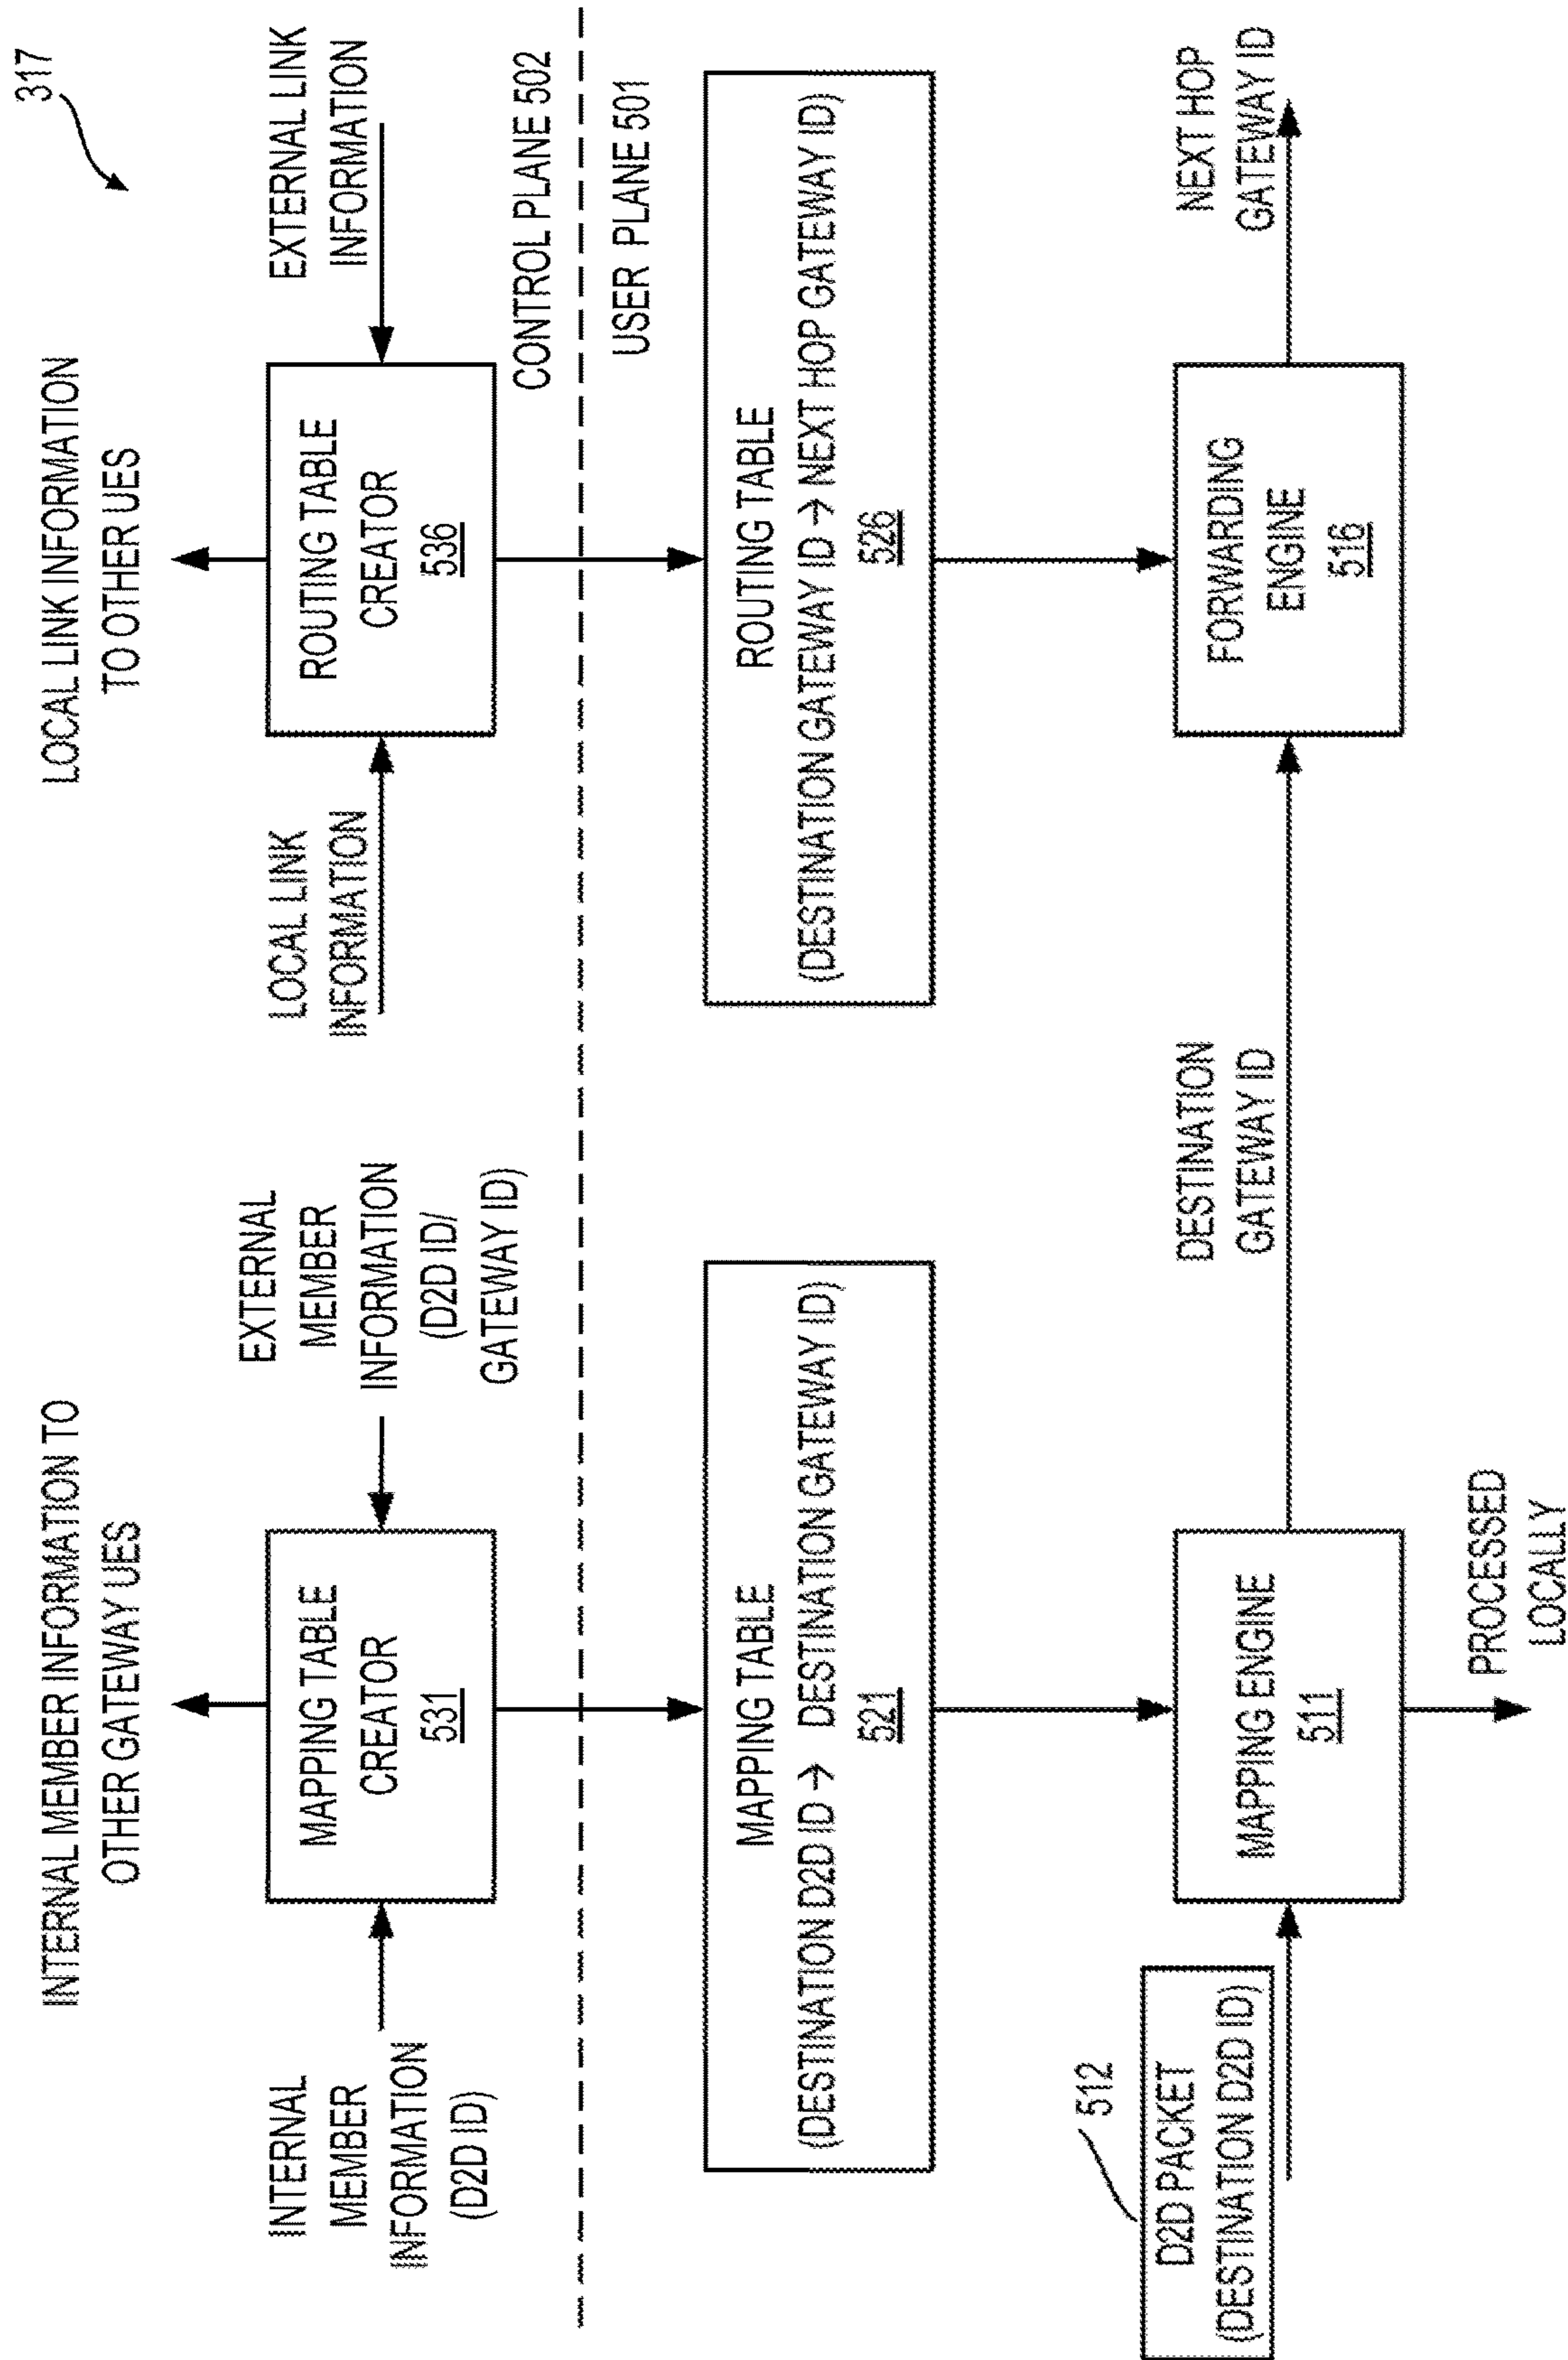 317
INTERNAL MEMBER INFORMATION TO
OTHER GATEWAY UES
LOCAL LINK INFORMATION
TO OTHER UES
INTERNAL
MEMBER
INFORMATION
(D2D ID)
MAPPING TABLE
CREATOR
531
EXTERNAL
MEMBER
INFORMATION
(D2D ID/
GATEWAY ID)
LOCAL LINK
INFORMATION
ROUTING TABLE
CREATOR
536
EXTERNAL LINK
INFORMATION
CONTROL PLANE 502
USER PLANE 501
MAPPING TABLE
(DESTINATION D2D ID → DESTINATION GATEWAY ID)
521
ROUTING TABLE
(DESTINATION GATEWAY ID → NEXT HOP GATEWAY ID)
526
512
D2D PACKET
(DESTINATION D2D ID)
MAPPING ENGINE
511
PROCESSED
LOCALLY
DESTINATION
GATEWAY ID
FORWARDING
ENGINE
516
NEXT HOP
GATEWAY ID